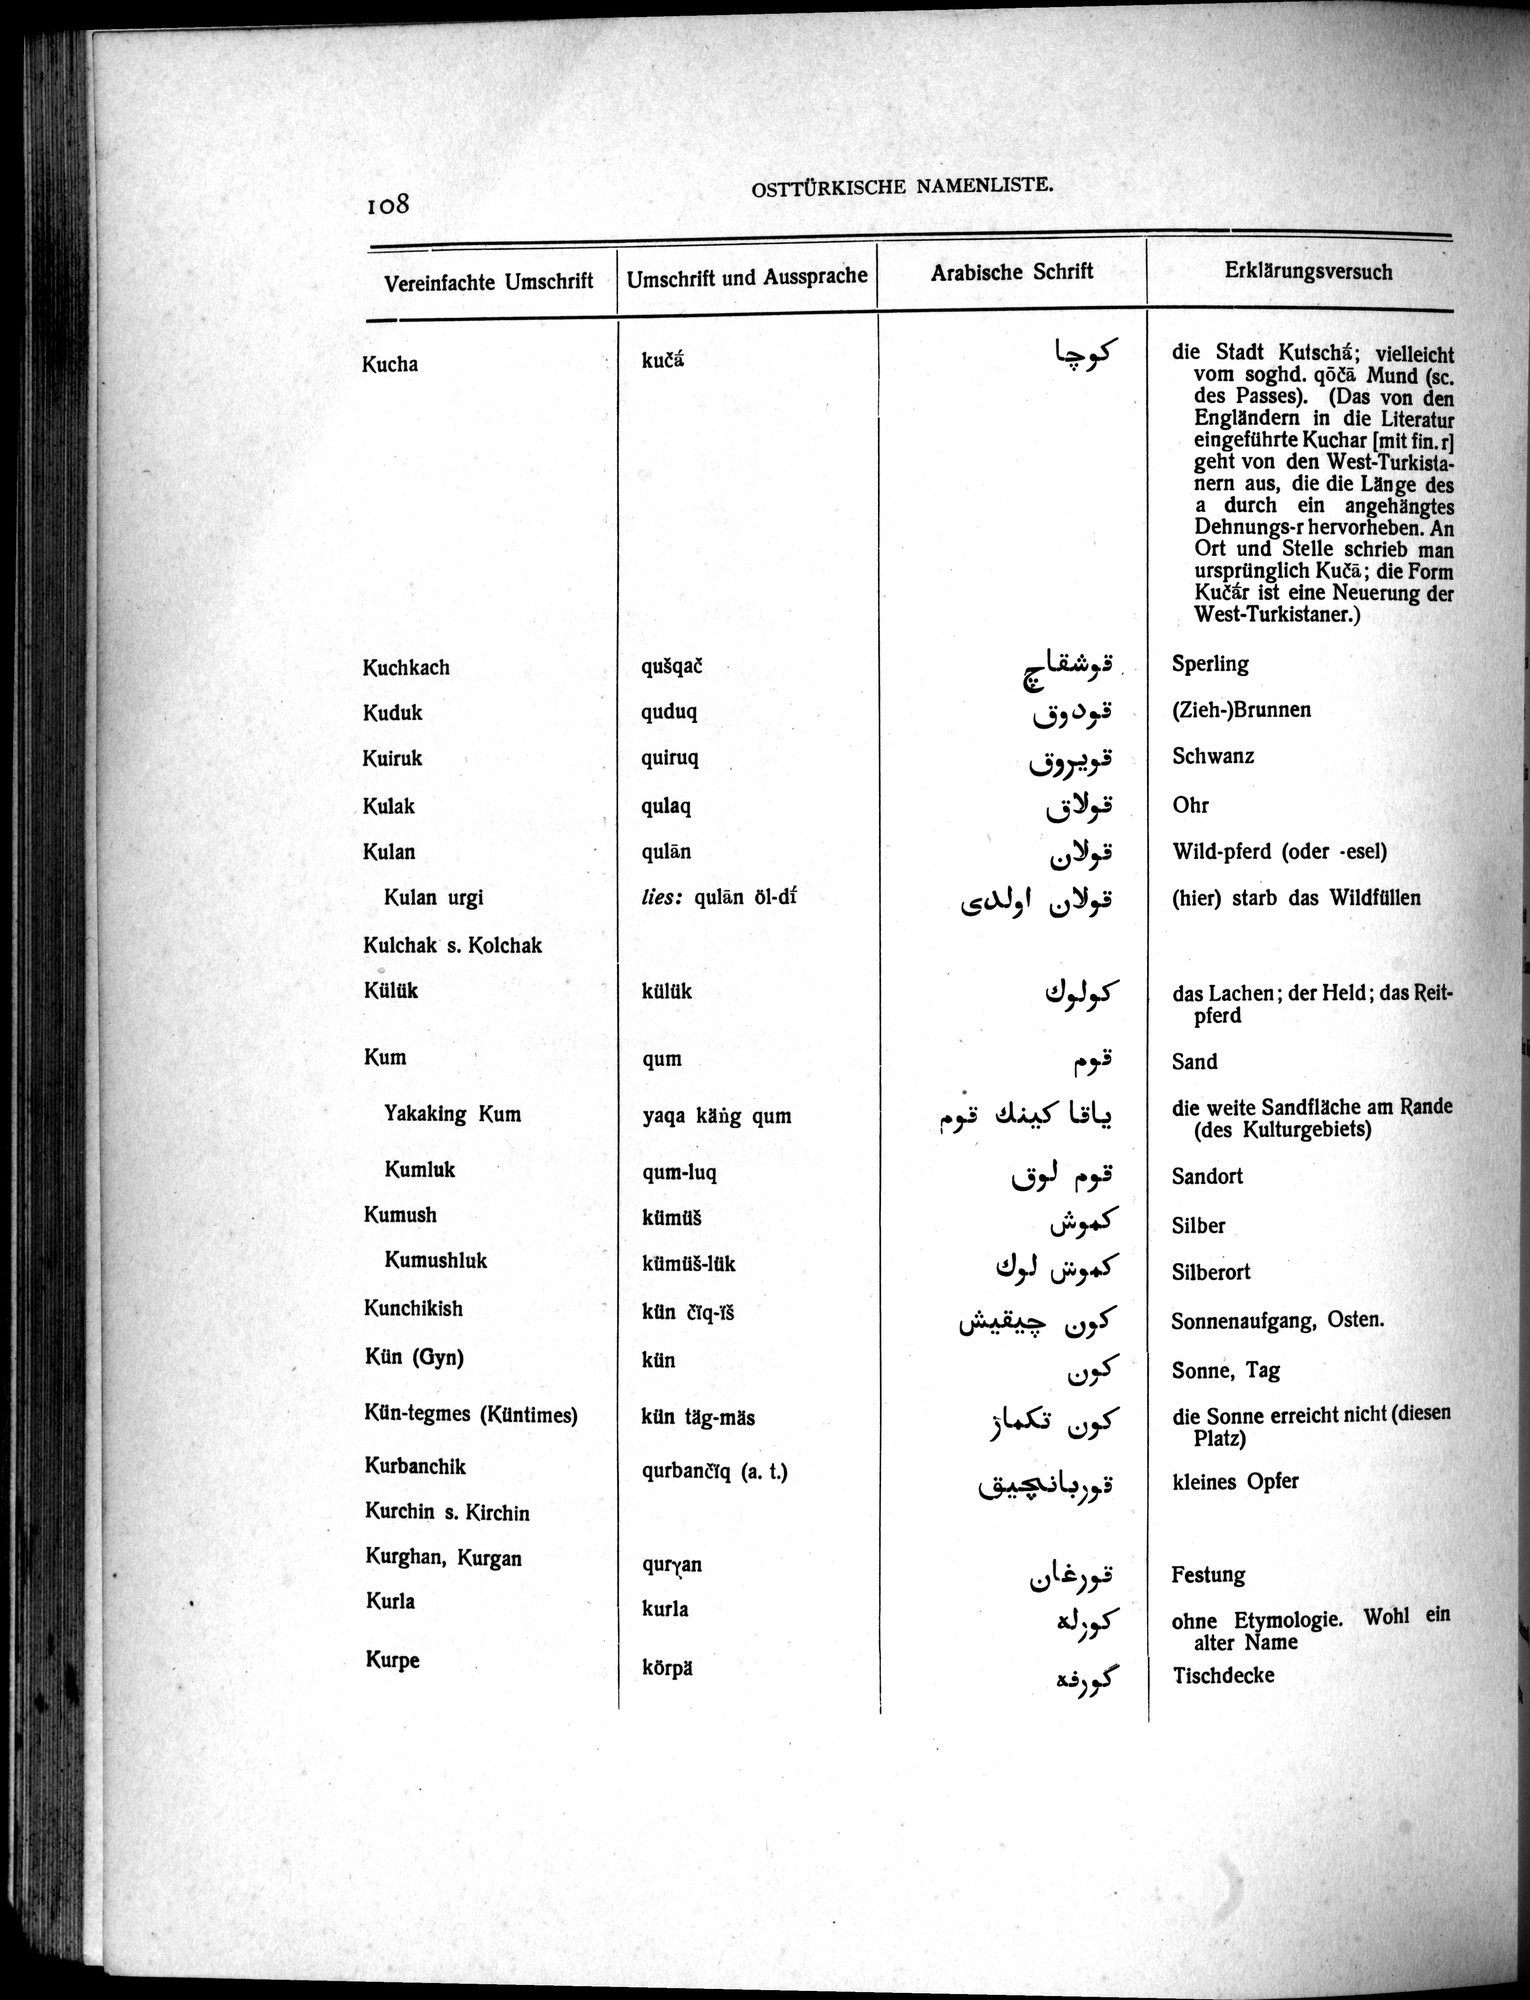 108
OSTTÜRKISCHE NAMENLISTE.
Vereinfachte Umschrift Umschrift und Aussprache Arabische Schrift Erklärungsversuch
Kucha kučā́ كوچا die Stadt Kutschā́; vielleicht
vom soghd. qōčā Mund (sc.
des Passes). (Das von den
Engländern in die Literatur
eingeführte Kuchar [mit fin. r]
geht von den West-Turkista-
nern aus, die die Länge des
a durch ein angehängtes
Dehnungs-r hervorheben. An
Ort und Stelle schrieb man
ursprünglich Kučā; die Form
Kučā́r ist eine Neuerung der
West-Turkistaner.)
Kuchkach qušqač قوشقاچ Sperling
Kuduk quduq قودوق (Zieh-)Brunnen
Kuiruk quiruq قويروق Schwanz
Kulak qulaq قولاق Ohr
Kulan qulān قولان Wild-pferd (oder -esel)
Kulan urgi lies: qulān öl-dḯ قولان اولدى (hier) starb das Wildfüllen
Kulchak s. Kolchak
Külük külük كولوك das Lachen; der Held; das Reit-
pferd
Kum qum قوم Sand
Yakaking Kum yaqa käṅg qum ياقا كينك قوم die weite Sandfläche am Rande
(des Kulturgebiets)
Kumluk qum-luq قوم لوق Sandort
Kumush kümüš كموش Silber
Kumushluk kümüš-lük كموش لوك Silberort
Kunchikish kün čïq-ïš كون چيقيش Sonnenaufgang, Osten.
Kün (Gyn) kün كون Sonne, Tag
Kün-tegmes (Küntimes) kün täg-mäs كون تكماز die Sonne erreicht nicht (diesen
Platz)
Kurbanchik qurbančïq (a. t.) قوربانچيق kleines Opfer
Kurchin s. Kirchin
Kurghan, Kurgan qurγan قورغان Festung
Kurla kurla كورله ohne Etymologie. Wohl ein
alter Name
Kurpe körpä گورفه Tischdecke